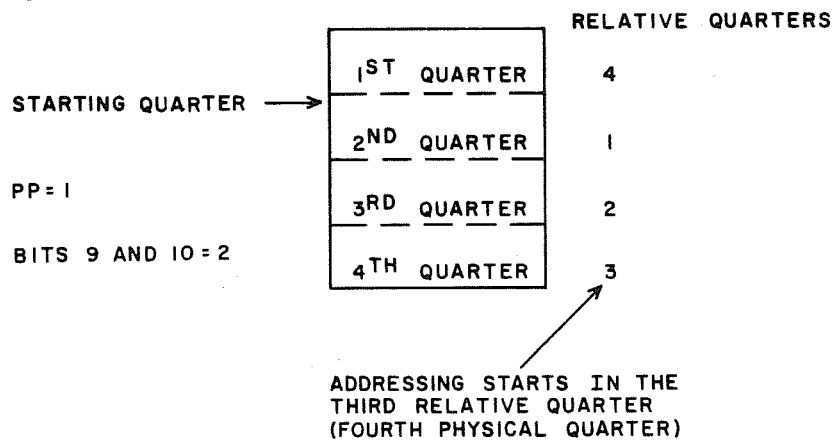 RELATIVE QUARTERS
1ST QUARTER 4
STARTING QUARTER
2ND QUARTER 1
PP=1
3RD QUARTER 2
BITS 9 AND 10=2
4TH QUARTER 3
ADDRESSING STARTS IN THE
THIRD RELATIVE QUARTER
(FOURTH PHYSICAL QUARTER)